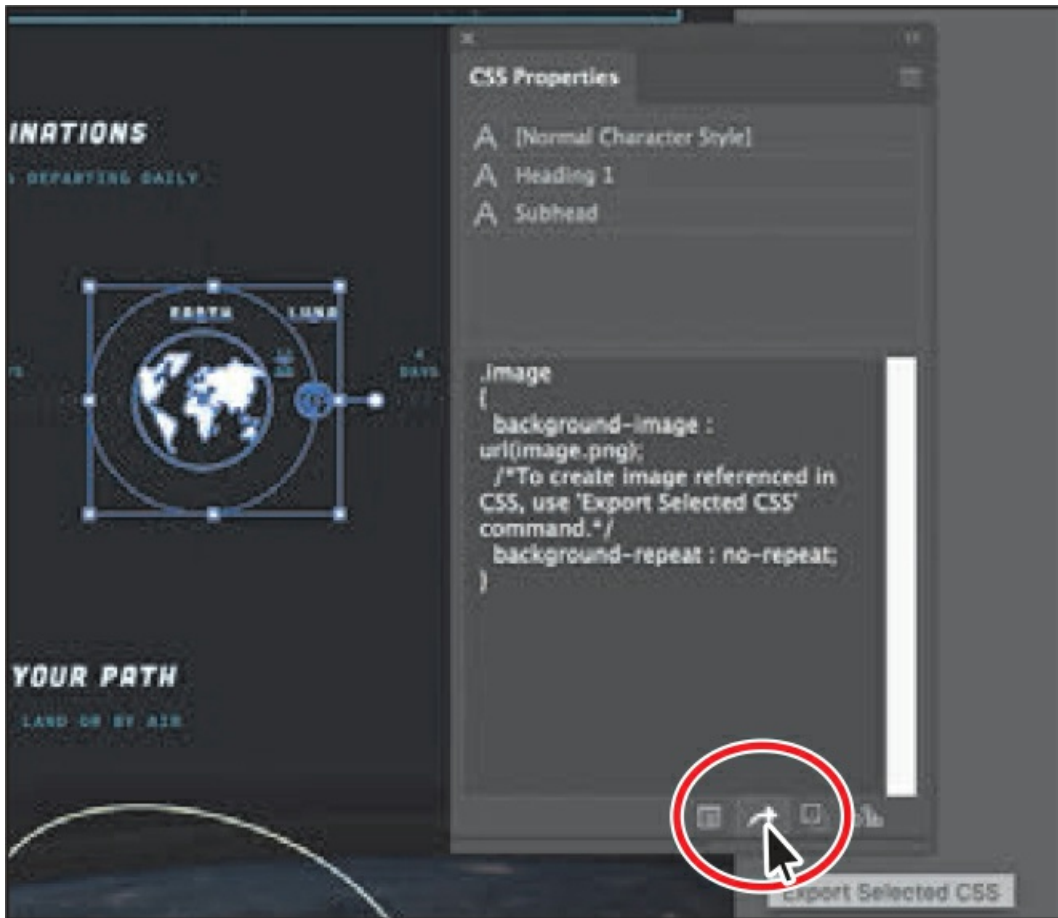 CSS Properties
INATIONS
[Normal Character Style]
DEPARTING DAILY
Heading 1
Subhead
EARTH LUNA
DAYS
.image
{
background-image :
url(image.png);
/*To create image referenced in
CSS, use 'Export Selected CSS'
command.*/
background-repeat : no-repeat;
}
YOUR PATH
LAND OR BY AIR
Export Selected CSS